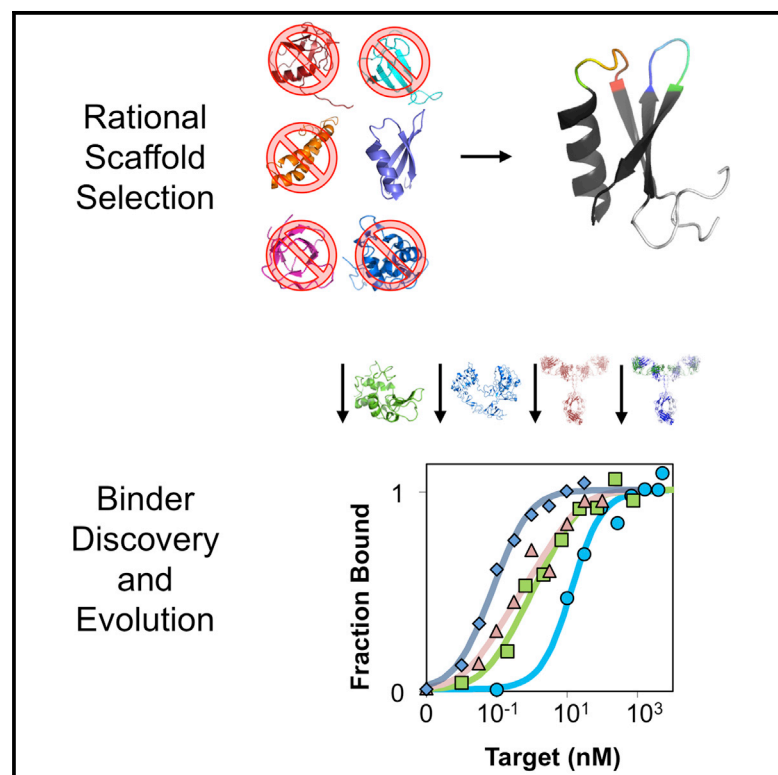 Rational
Scaffold
Selection
Binder
Discovery
and
Evolution
Fraction Bound
1
0
0
10⁻¹
10¹
10³
Target (nM)